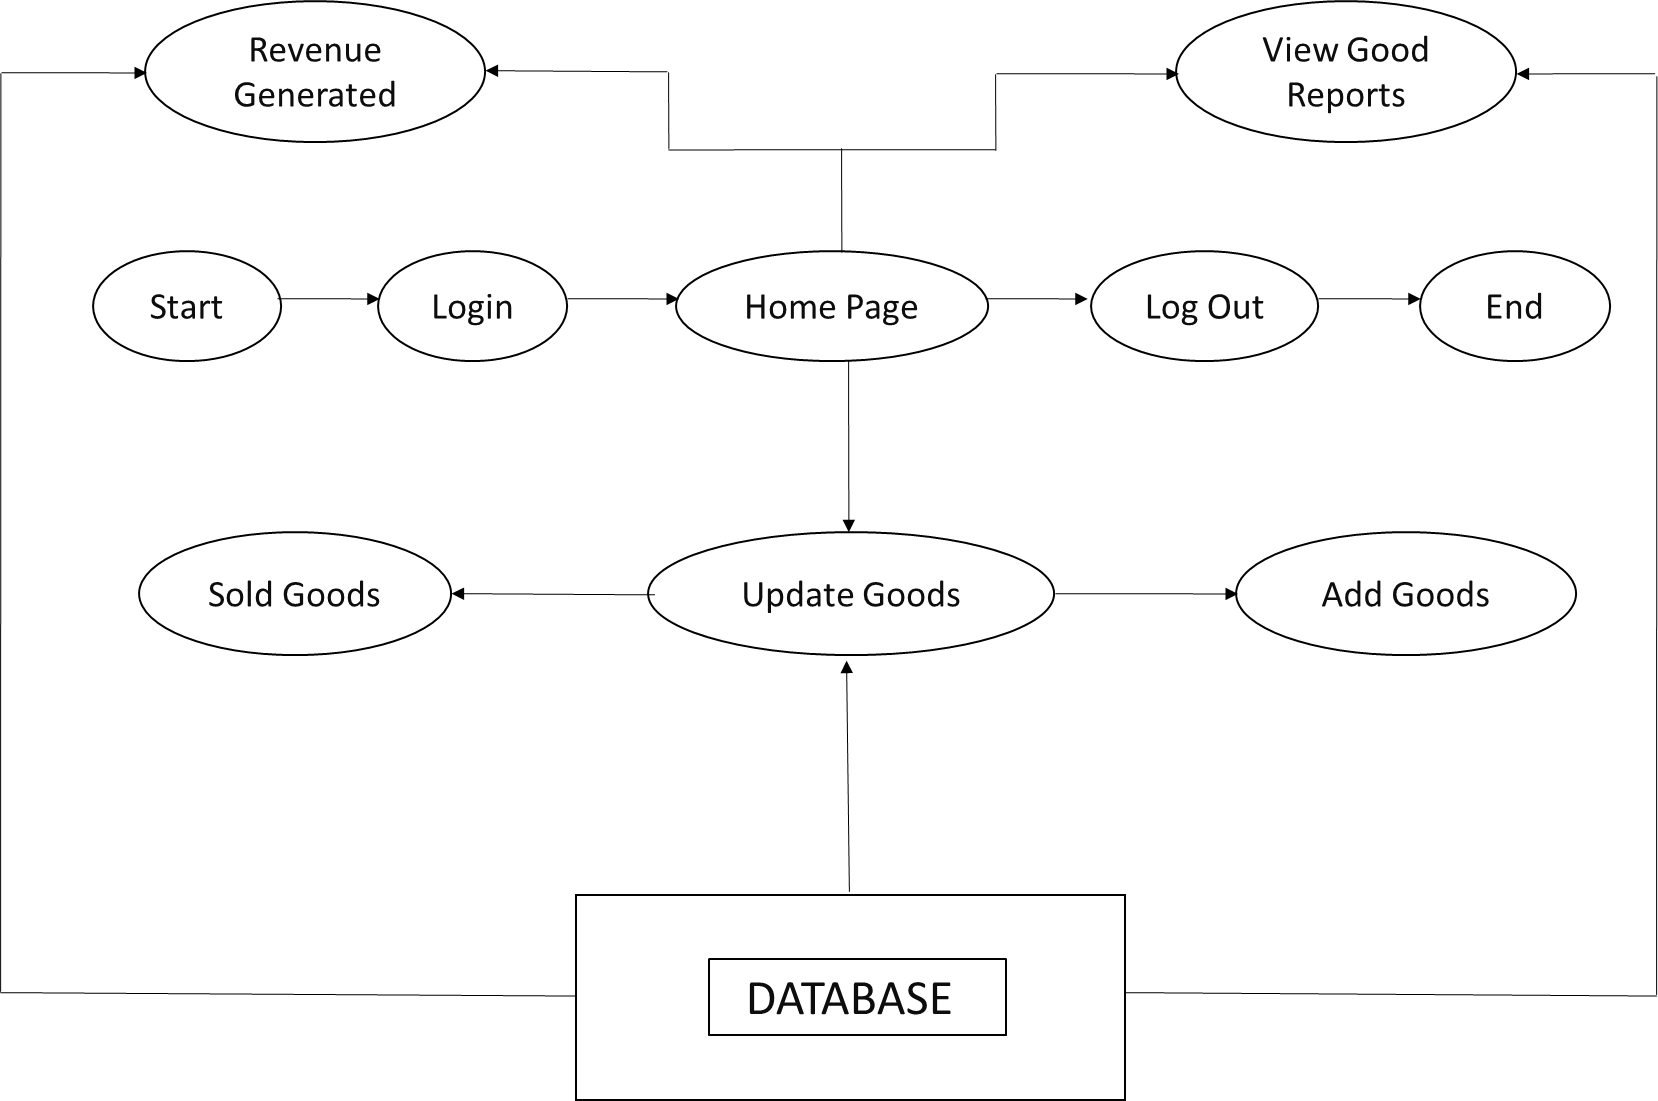 Revenue
Generated
View Good
Reports
Start
Login
Home Page
Log Out
End
Sold Goods
Update Goods
Add Goods
DATABASE